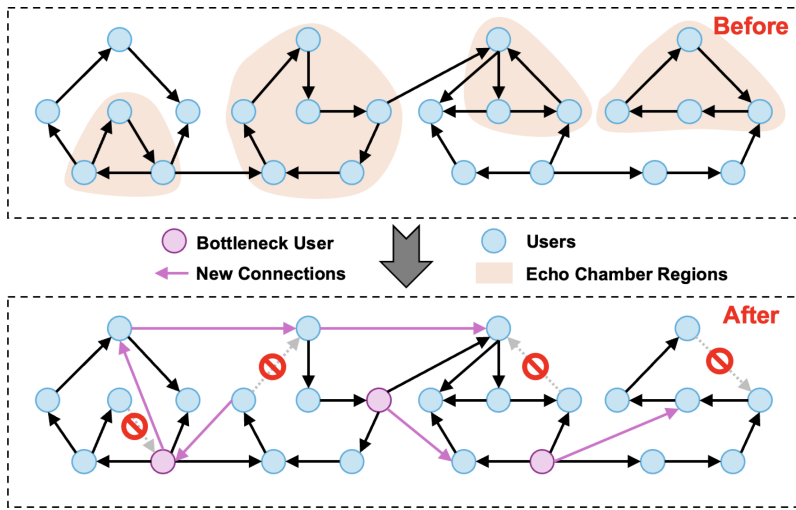 Before
Bottleneck User
Users
New Connections
Echo Chamber Regions
After